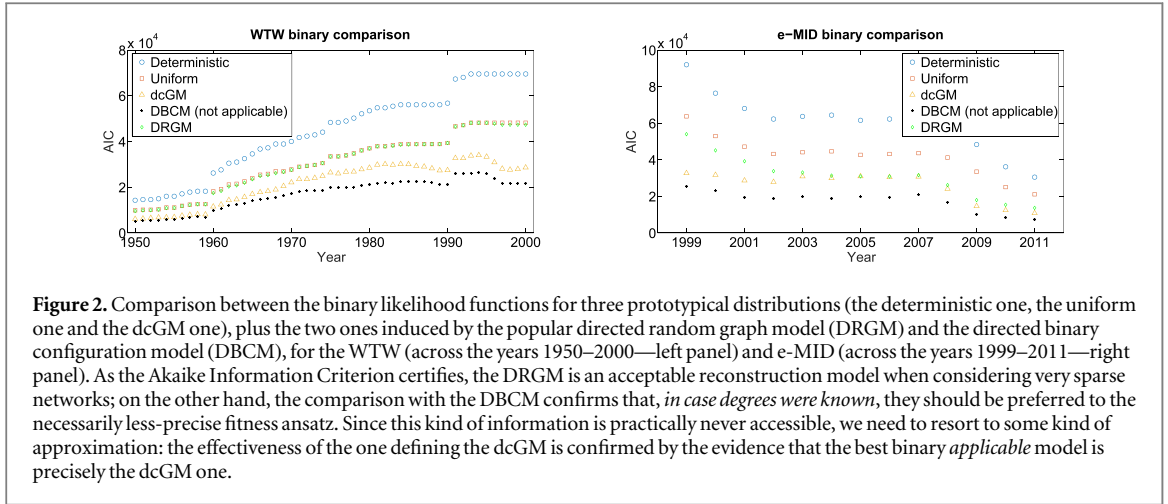 WTW binary comparison
× 10⁴
8
6
4
2
0
AIC
Deterministic
Uniform
dcGM
DBCM (not applicable)
DRGM
1950 1960 1970 1980 1990 2000
Year
e−MID binary comparison
× 10⁴
10
8
6
4
2
0
AIC
Deterministic
Uniform
dcGM
DBCM (not applicable)
DRGM
1999 2001 2003 2005 2007 2009 2011
Year
Figure 2. Comparison between the binary likelihood functions for three prototypical distributions (the deterministic one, the uniform
one and the dcGM one), plus the two ones induced by the popular directed random graph model (DRGM) and the directed binary
configuration model (DBCM), for the WTW (across the years 1950–2000—left panel) and e-MID (across the years 1999–2011—right
panel). As the Akaike Information Criterion certifies, the DRGM is an acceptable reconstruction model when considering very sparse
networks; on the other hand, the comparison with the DBCM confirms that, in case degrees were known, they should be preferred to the
necessarily less-precise fitness ansatz. Since this kind of information is practically never accessible, we need to resort to some kind of
approximation: the effectiveness of the one defining the dcGM is confirmed by the evidence that the best binary applicable model is
precisely the dcGM one.